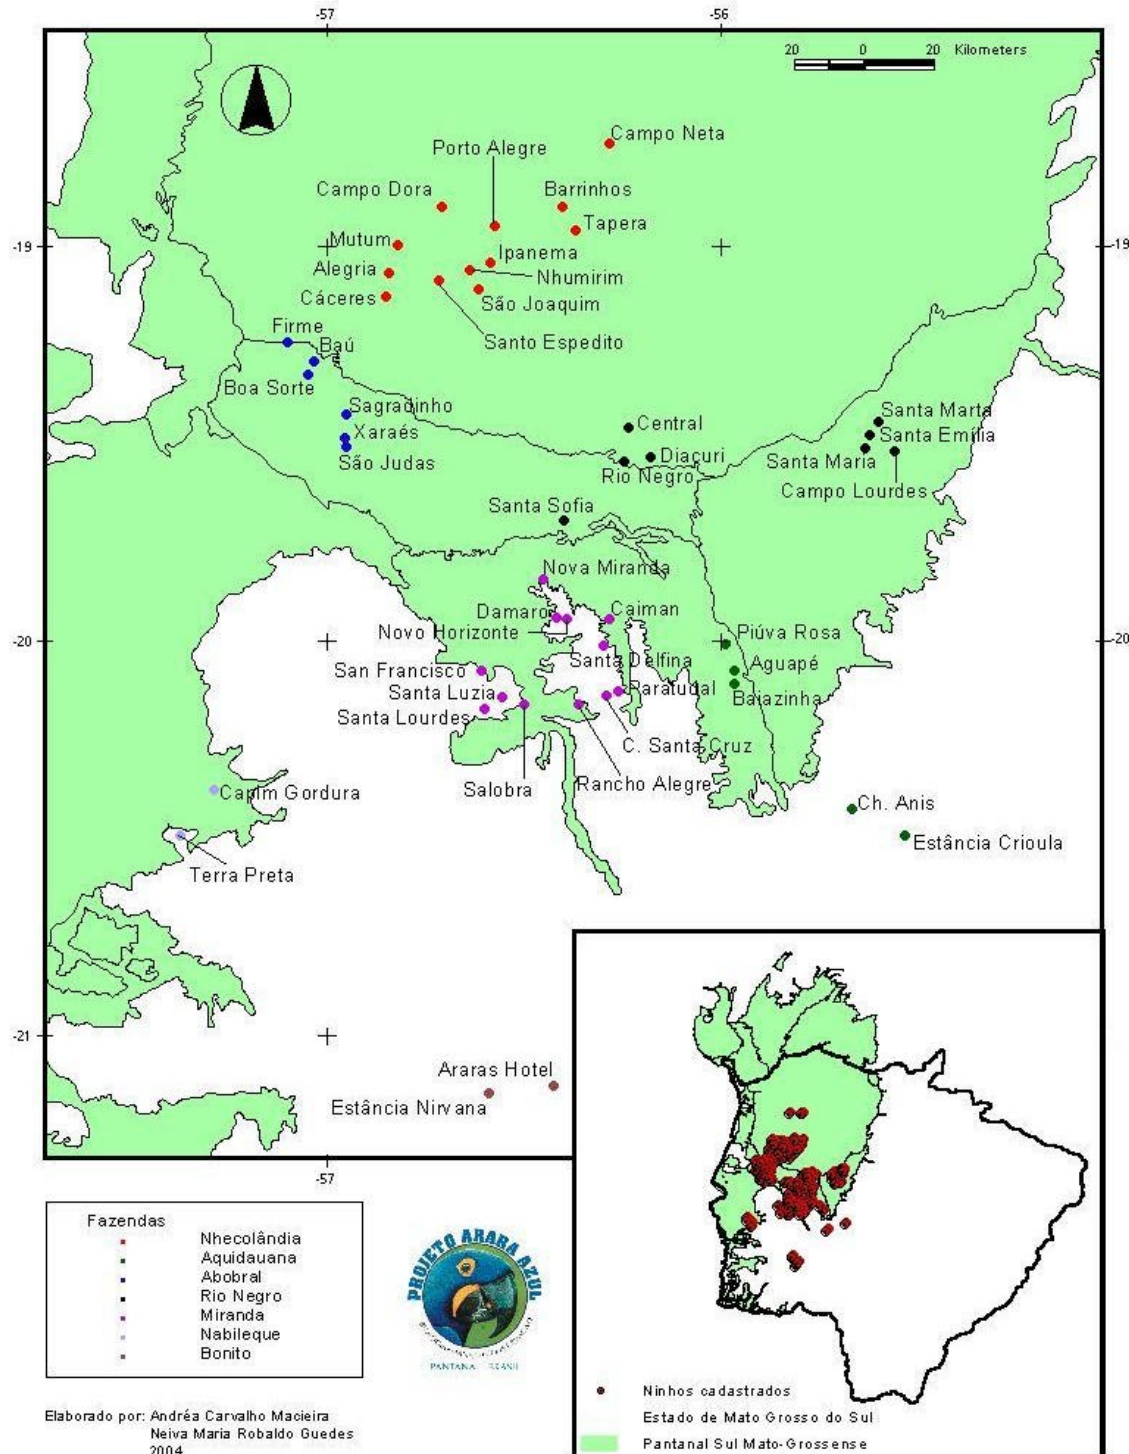 -57
-56
20
0
20
Kilometers
Campo Neta
Porto Alegre
Campo Dora
Barrinhos
Tapera
-19
-19
Mutum
Ipanema
Alegria
Nhumirim
Cáceres
São Joaquim
Santo Espedito
Firme
Baú
Boa Sorte
Sagradinho
Xaraés
São Judas
Central
Diacuri
Rio Negro
Santa Marta
Santa Emília
Santa Maria
Campo Lourdes
Santa Sofia
Nova Miranda
Damaro
Caiman
Novo Horizonte
-20
-20
Piúva Rosa
San Francisco
Santa Delfina
Aguapé
Santa Luzia
Paratudal
Baiazinha
Santa Lourdes
C. Santa Cruz
Salobra
Rancho Alegre
Capim Gordura
Ch. Anis
Estância Crioula
Terra Preta
-21
Araras Hotel
Estância Nirvana
-57
Fazendas
Nhecolândia
Aquidauana
Abobral
Rio Negro
Miranda
Nabileque
Bonito
PROJETO ARARA AZUL
PANTANAL BRASIL
Ninhos cadastrados
Estado de Mato Grosso do Sul
Pantanal Sul Mato-Grossense
Elaborado por: Andréa Carvalho Macieira
Neiva Maria Robaldo Guedes
2004